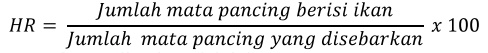 HR = Jumlah mata pancing berisi ikan / Jumlah mata pancing yang disebarkan x 100